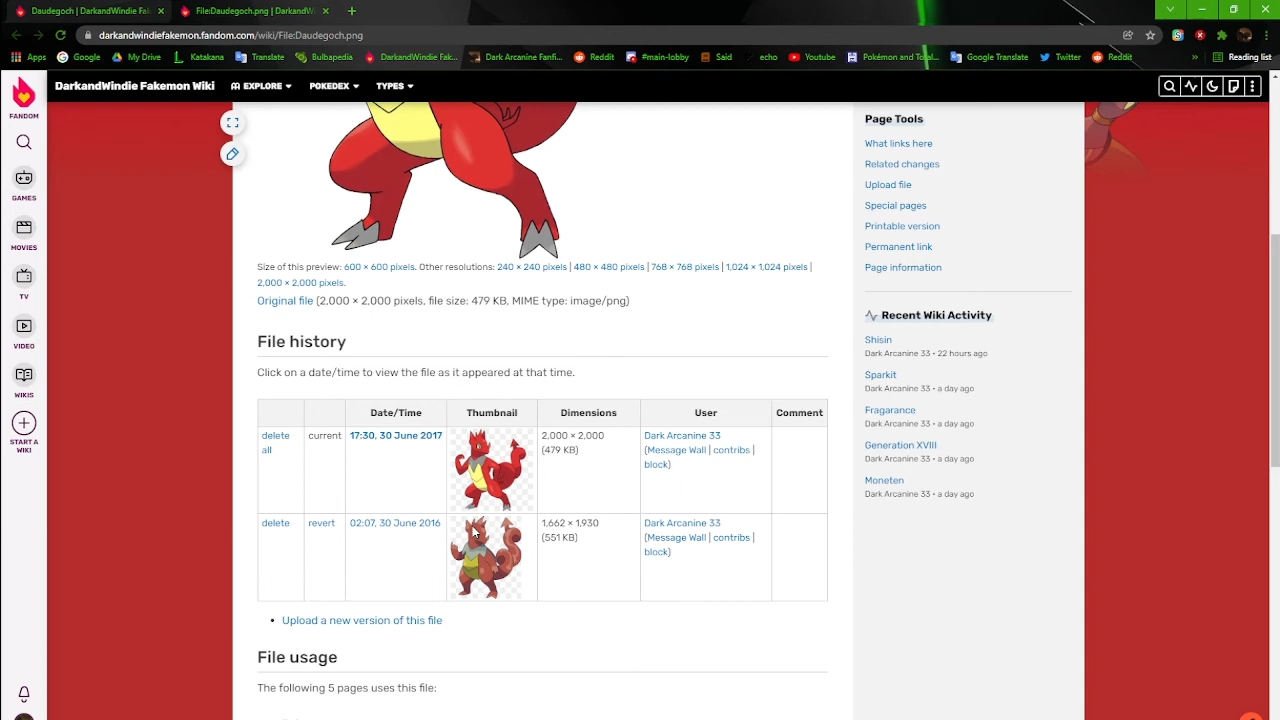 Daudegoch | DarkandWindie Fa ×
File:Daudegoch.png | DarkandW ×
darkandwindiefakemon.fandom.com/wiki/File:Daudegoch.png
Apps Google My Drive Katakana Translate Bulbapedia DarkandWindie Fak... Dark Arcanine Fanfi... Reddit #main-lobby Said echo Youtube Pokémon and Total... Google Translate Twitter Reddit » Reading list
FANDOM
GAMES
MOVIES
TV
VIDEO
WIKIS
START A
WIKI
DarkandWindie Fakemon Wiki EXPLORE POKEDEX TYPES
Size of this preview: 600 × 600 pixels. Other resolutions: 240 × 240 pixels | 480 × 480 pixels | 768 × 768 pixels | 1,024 × 1,024 pixels |
2,000 × 2,000 pixels.
Original file (2,000 × 2,000 pixels, file size: 479 KB, MIME type: image/png)
File history
Click on a date/time to view the file as it appeared at that time.
Date/Time Thumbnail Dimensions User Comment
delete current 17:30, 30 June 2017 2,000 × 2,000 Dark Arcanine 33
all (479 KB) (Message Wall | contribs |
block)
delete revert 02:07, 30 June 2016 1,662 × 1,930 Dark Arcanine 33
(551 KB) (Message Wall | contribs |
block)
• Upload a new version of this file
File usage
The following 5 pages uses this file:
Page Tools
What links here
Related changes
Upload file
Special pages
Printable version
Permanent link
Page information
Recent Wiki Activity
Shisin
Dark Arcanine 33 • 22 hours ago
Sparkit
Dark Arcanine 33 • a day ago
Fragarance
Dark Arcanine 33 • a day ago
Generation XVIII
Dark Arcanine 33 • a day ago
Moneten
Dark Arcanine 33 • a day ago